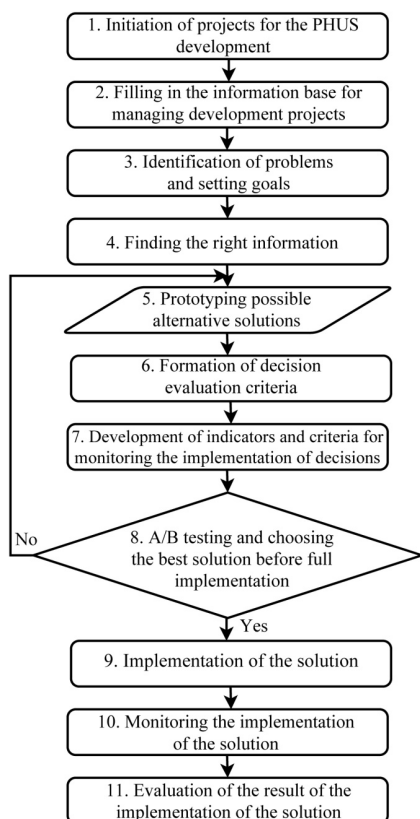 1. Initiation of projects for the PHUS
development
2. Filling in the information base for
managing development projects
3. Identification of problems
and setting goals
4. Finding the right information
5. Prototyping possible
alternative solutions
6. Formation of decision
evaluation criteria
7. Development of indicators and criteria for
monitoring the implementation of decisions
8. A/B testing and choosing
the best solution before full
implementation
No
Yes
9. Implementation of the solution
10. Monitoring the implementation
of the solution
11. Evaluation of the result of the
implementation of the solution